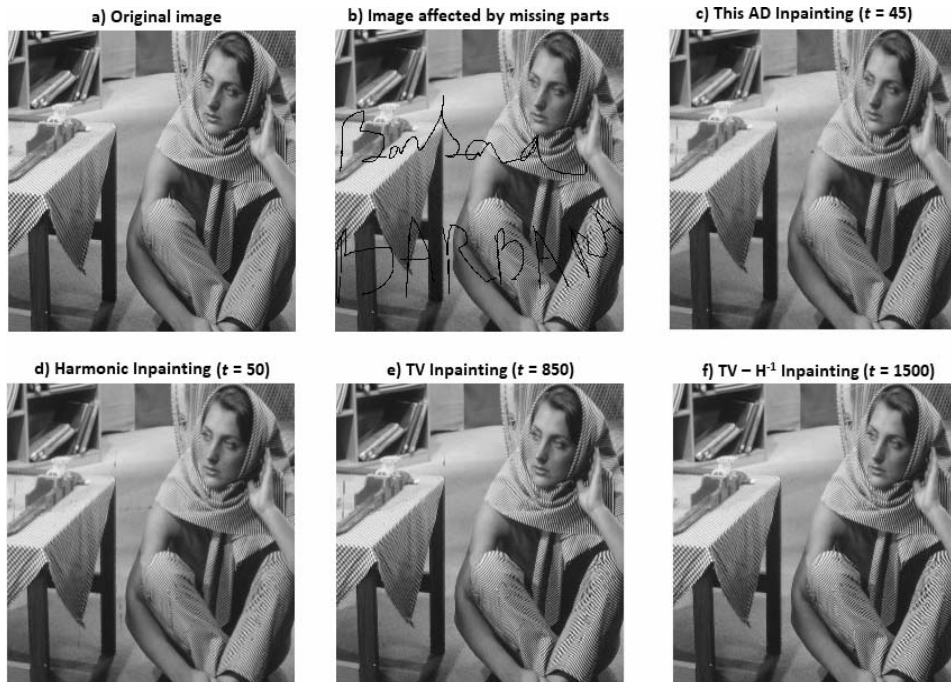 a) Original image
b) Image affected by missing parts
c) This AD Inpainting (t = 45)
Barbara
BARBARA
d) Harmonic Inpainting (t = 50)
e) TV Inpainting (t = 850)
f) TV – H⁻¹ Inpainting (t = 1500)